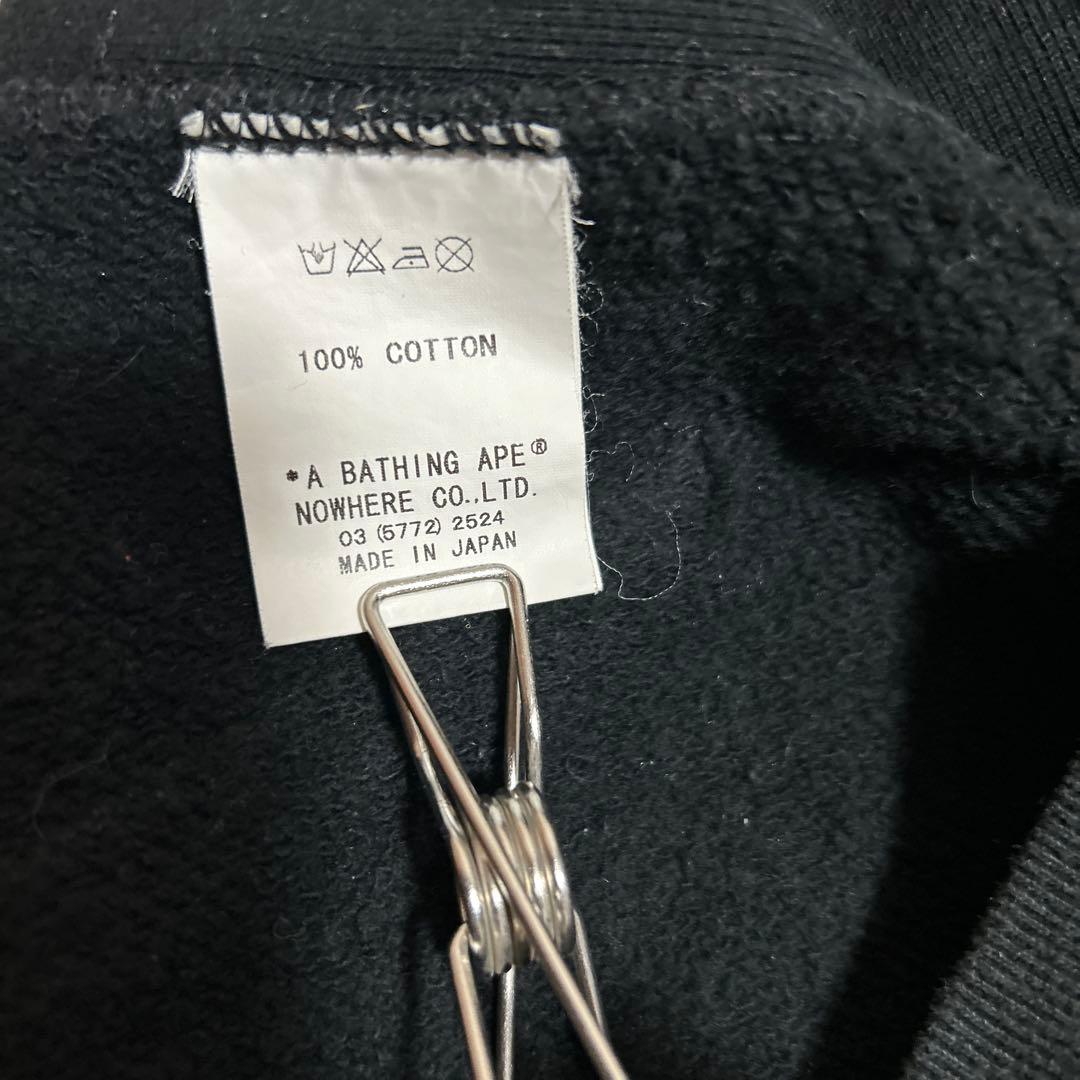 100% COTTON
*A BATHING APE®
NOWHERE CO.,LTD.
03 (5772) 2524
MADE IN JAPAN